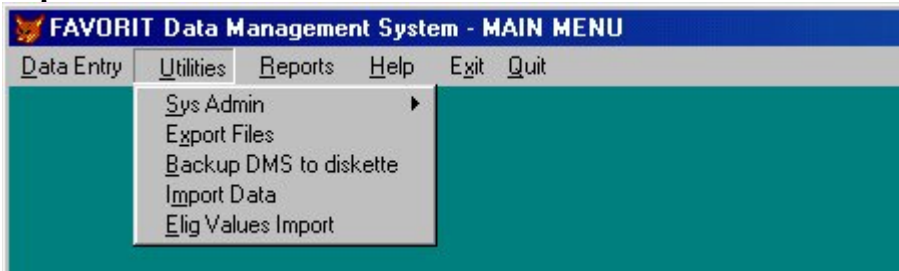 FAVORIT Data Management System - MAIN MENU
Data Entry Utilities Reports Help Exit Quit
Sys Admin
Export Files
Backup DMS to diskette
Import Data
Elig Values Import